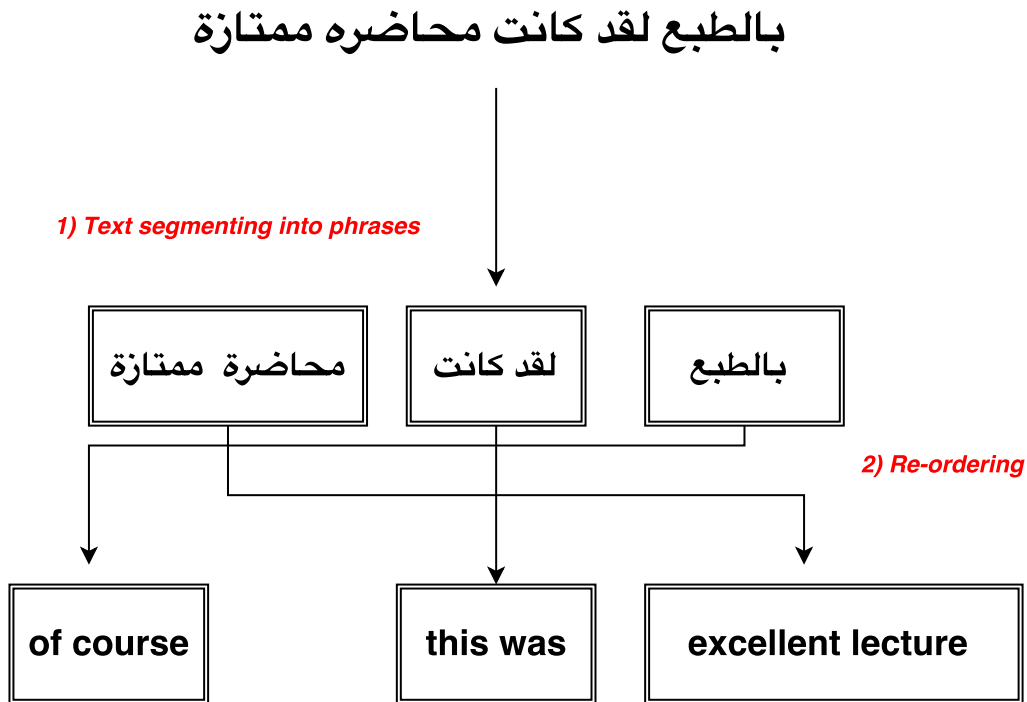 بالطبع لقد كانت محاضره ممتازة
1) Text segmenting into phrases
بالطبع
لقد كانت
محاضرة ممتازة
2) Re-ordering
of course
this was
excellent lecture